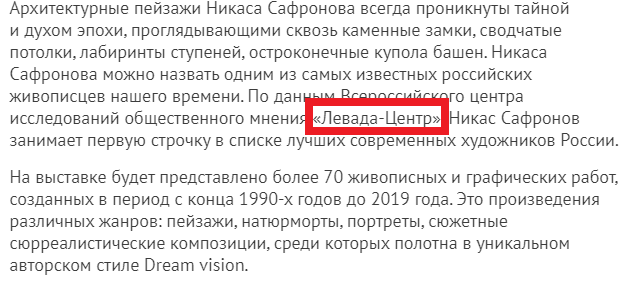 Архитектурные пейзажи Никаса Сафронова всегда проникнуты тайной
и духом эпохи, проглядывающими сквозь каменные замки, сводчатые
потолки, лабиринты ступеней, остроконечные купола башен. Никаса
Сафронова можно назвать одним из самых известных российских
живописцев нашего времени. По данным Всероссийского центра
исследований общественного мнения «Левада-Центр» Никас Сафронов
занимает первую строчку в списке лучших современных художников России.
На выставке будет представлено более 70 живописных и графических работ,
созданных в период с конца 1990-х годов до 2019 года. Это произведения
различных жанров: пейзажи, натюрморты, портреты, сюжетные
сюрреалистические композиции, среди которых полотна в уникальном
авторском стиле Dream vision.